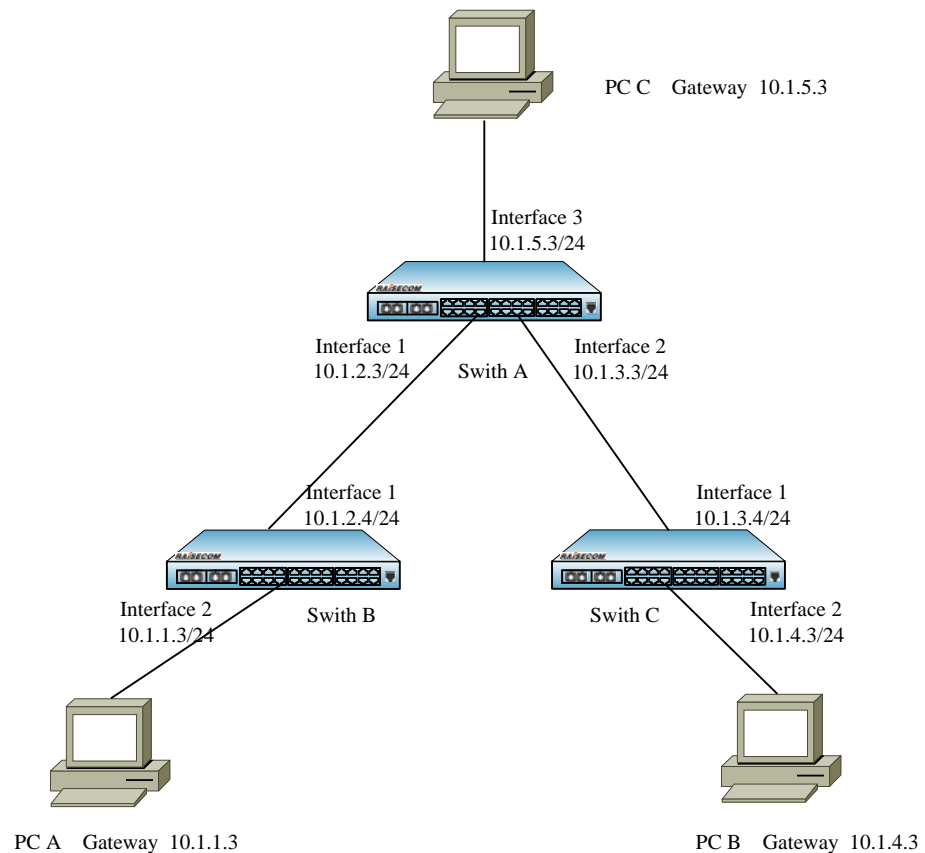 PC C Gateway 10.1.5.3
Interface 3
10.1.5.3/24
RAISECOM
Interface 1
10.1.2.3/24
Swith A
Interface 2
10.1.3.3/24
Interface 1
10.1.2.4/24
Interface 1
10.1.3.4/24
RAISECOM
RAISECOM
Interface 2
10.1.1.3/24
Swith B
Swith C
Interface 2
10.1.4.3/24
PC A Gateway 10.1.1.3
PC B Gateway 10.1.4.3